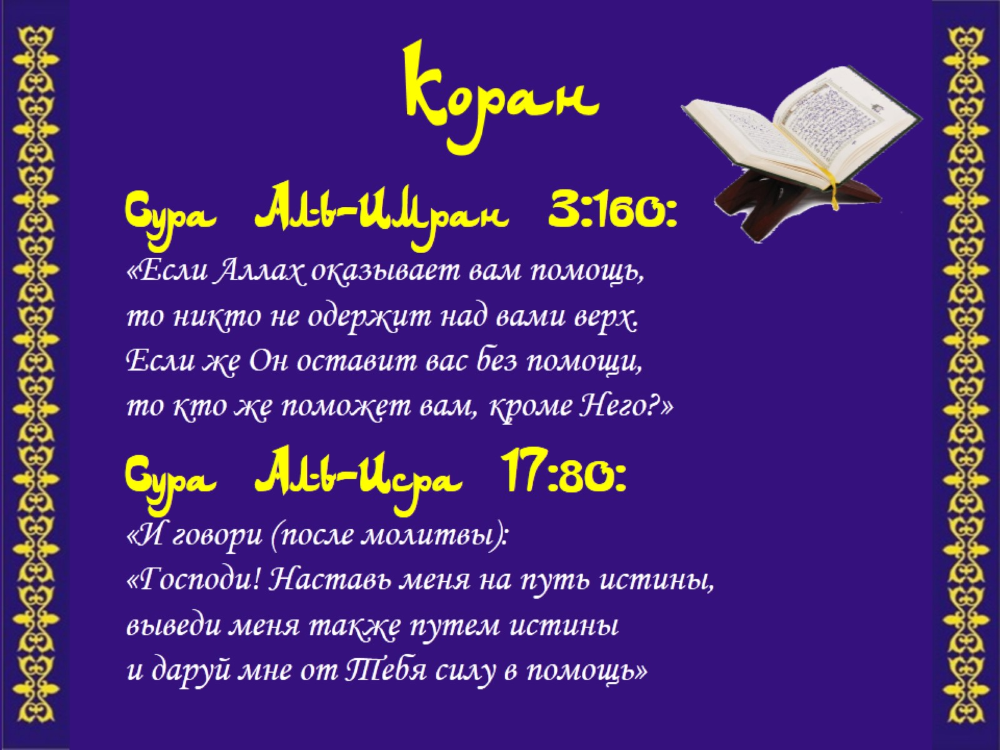 Коран
Сура Аль-Имран 3:160:
«Если Аллах оказывает вам помощь,
то никто не одержит над вами верх.
Если же Он оставит вас без помощи,
то кто же поможет вам, кроме Него?»
Сура Аль-Исра 17:80:
«И говори (после молитвы):
«Господи! Наставь меня на путь истины,
выведи меня также путем истины
и даруй мне от Тебя силу в помощь»